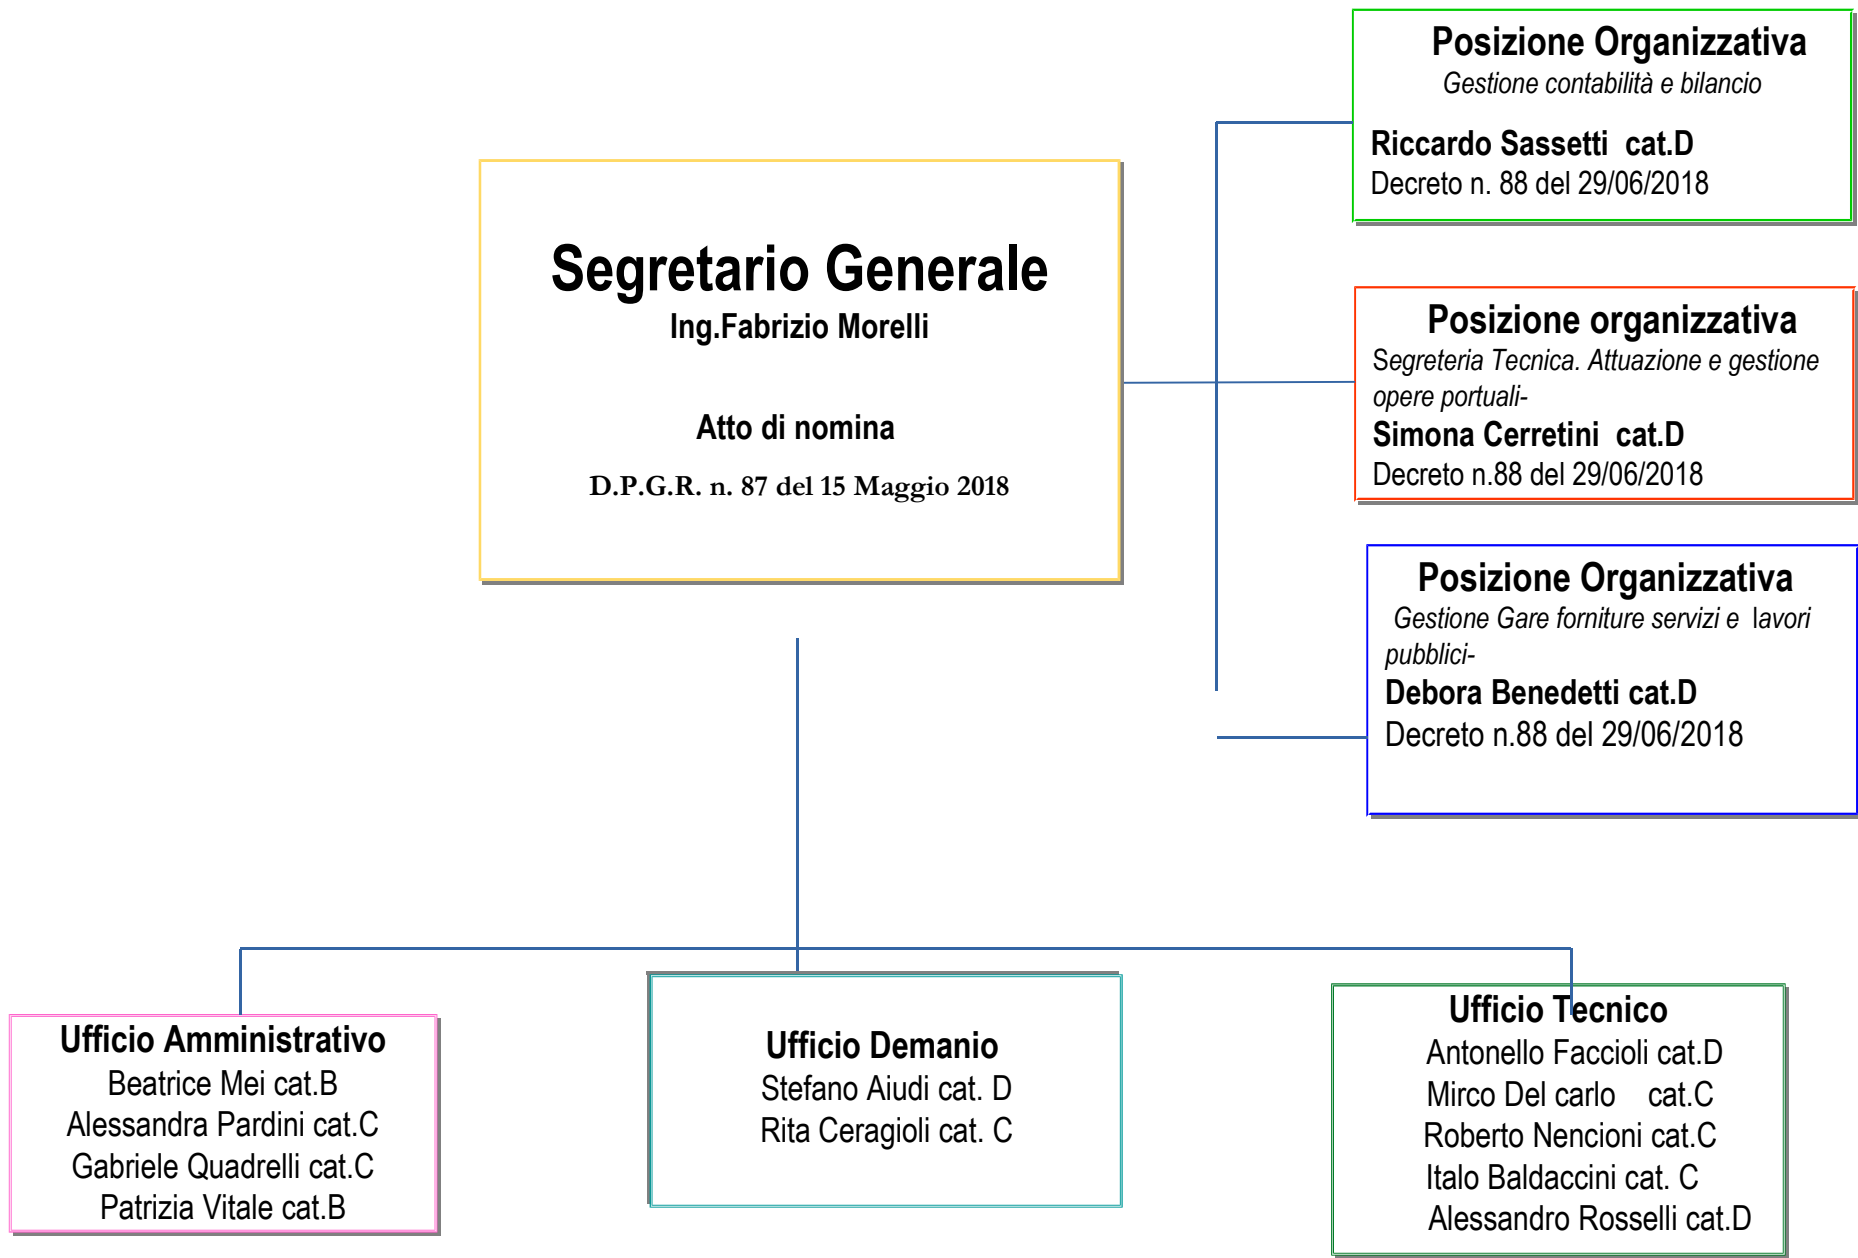 Posizione Organizzativa
Gestione contabilità e bilancio
Riccardo Sassetti cat.D
Decreto n. 88 del 29/06/2018
Segretario Generale
Ing.Fabrizio Morelli
Atto di nomina
D.P.G.R. n. 87 del 15 Maggio 2018
Posizione organizzativa
Segreteria Tecnica. Attuazione e gestione
opere portuali-
Simona Cerretini cat.D
Decreto n.88 del 29/06/2018
Posizione Organizzativa
Gestione Gare forniture servizi e lavori
pubblici-
Debora Benedetti cat.D
Decreto n.88 del 29/06/2018
Ufficio Amministrativo
Beatrice Mei cat.B
Alessandra Pardini cat.C
Gabriele Quadrelli cat.C
Patrizia Vitale cat.B
Ufficio Demanio
Stefano Aiudi cat. D
Rita Ceragioli cat. C
Ufficio Tecnico
Antonello Faccioli cat.D
Mirco Del carlo cat.C
Roberto Nencioni cat.C
Italo Baldaccini cat. C
Alessandro Rosselli cat.D